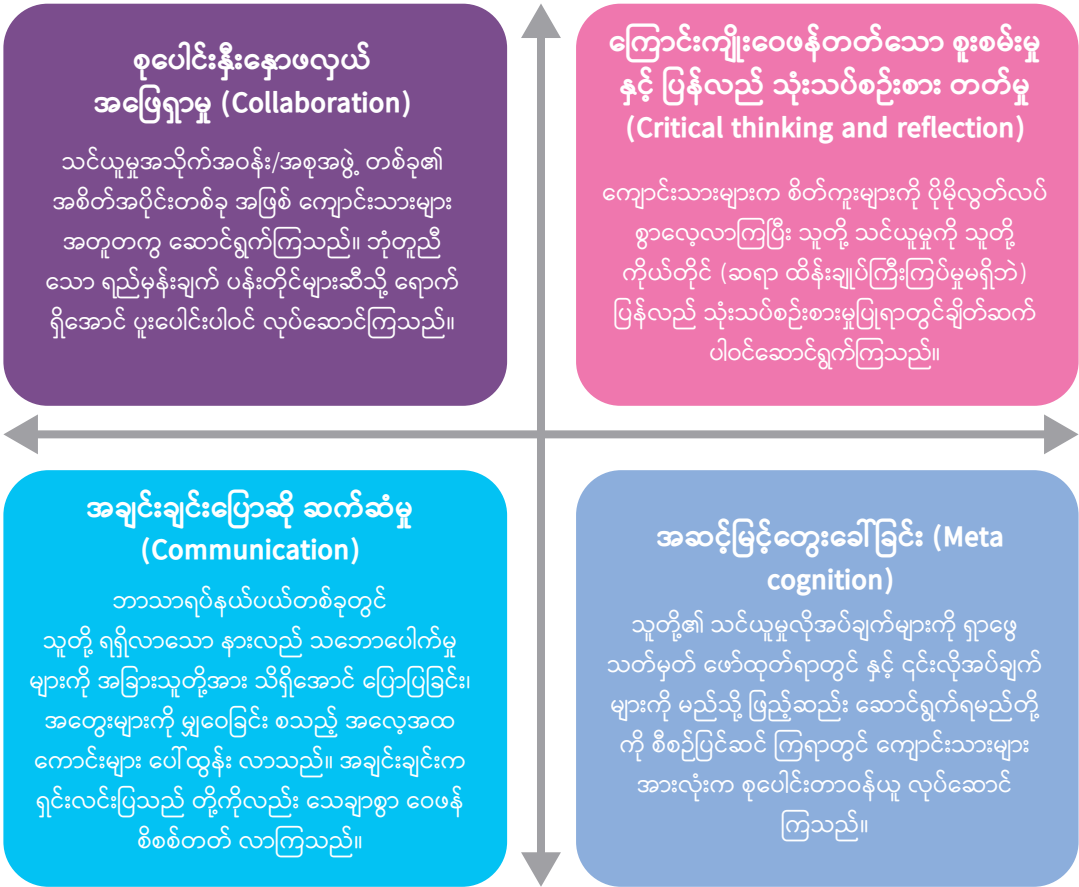 စုပေါင်းနှီးနှောဖလှယ်
အဖြေရှာမှု (Collaboration)
သင်ယူမှုအသိုက်အဝန်း/အစုအဖွဲ့ တစ်ခု၏
အစိတ်အပိုင်းတစ်ခု အဖြစ် ကျောင်းသားများ
အတူတကွ ဆောင်ရွက်ကြသည်။ ဘုံတူညီ
သော ရည်မှန်းချက် ပန်းတိုင်များဆီသို့ ရောက်
ရှိအောင် ပူးပေါင်းပါဝင် လုပ်ဆောင်ကြသည်။
ကြောင်းကျိုးဝေဖန်တတ်သော စူးစမ်းမှု
နှင့် ပြန်လည် သုံးသပ်စဉ်းစား တတ်မှု
(Critical thinking and reflection)
ကျောင်းသားများက စိတ်ကူးများကို ပိုမိုလွတ်လပ်
စွာလေ့လာကြပြီး သူတို့ သင်ယူမှုကို သူတို့
ကိုယ်တိုင် (ဆရာ ထိန်းချုပ်ကြီးကြပ်မှုမရှိဘဲ)
ပြန်လည် သုံးသပ်စဉ်းစားမှုပြုရာတွင်ချိတ်ဆက်
ပါဝင်ဆောင်ရွက်ကြသည်။
အချင်းချင်းပြောဆို ဆက်ဆံမှု
(Communication)
ဘာသာရပ်နယ်ပယ်တစ်ခုတွင်
သူတို့ ရရှိလာသော နားလည် သဘောပေါက်မှု
များကို အခြားသူတို့အား သိရှိအောင် ပြောပြခြင်း၊
အတွေးများကို မျှဝေခြင်း စသည့် အလေ့အထ
ကောင်းများ ပေါ်ထွန်း လာသည်။ အချင်းချင်းက
ရှင်းလင်းပြသည် တို့ကိုလည်း သေချာစွာ ဝေဖန်
စိစစ်တတ် လာကြသည်။
အဆင့်မြင့်တွေးခေါ်ခြင်း (Meta
cognition)
သူတို့၏ သင်ယူမှုလိုအပ်ချက်များကို ရှာဖွေ
သတ်မှတ် ဖော်ထုတ်ရာတွင် နှင့် ၎င်းလိုအပ်ချက်
များကို မည်သို့ ဖြည့်ဆည်း ဆောင်ရွက်ရမည်တို့
ကို စီစဉ်ပြင်ဆင် ကြရာတွင် ကျောင်းသားများ
အားလုံးက စုပေါင်းတာဝန်ယူ လုပ်ဆောင်
ကြသည်။